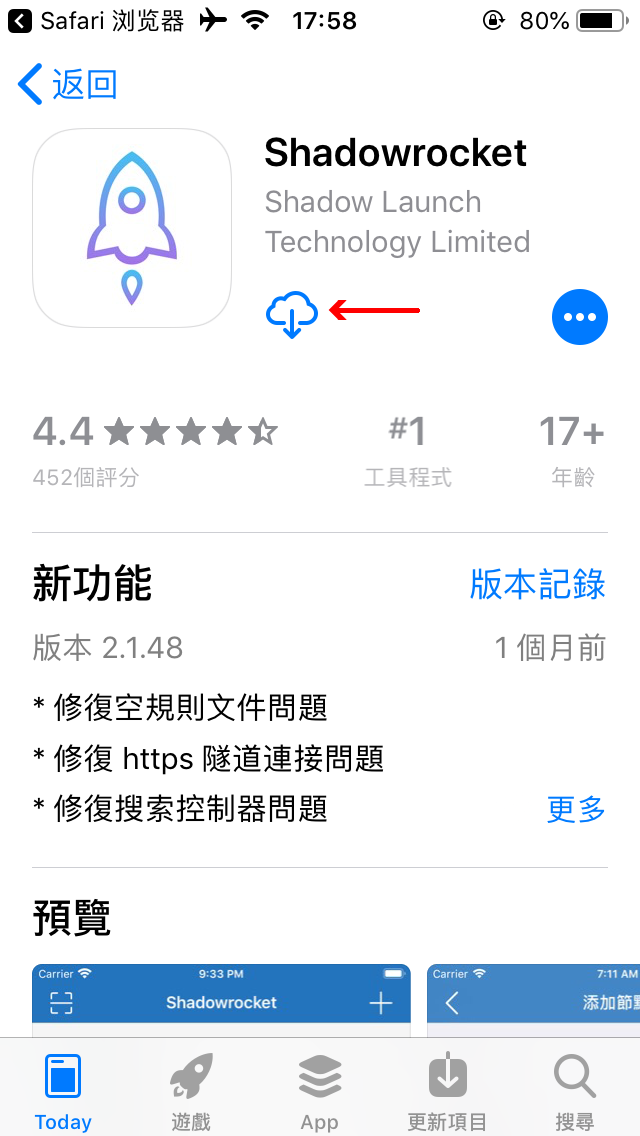 Safari 浏览器 17:58 80%
返回
Shadowrocket
Shadow Launch
Technology Limited
4.4 #1 17+
452個評分 工具程式 年齡
新功能 版本記錄
版本 2.1.48 1 個月前
* 修復空規則文件問題
* 修復 https 隧道連接問題
* 修復搜索控制器問題 更多
預覽
Carrier 9:33 PM Carrier 7:11 AM
Shadowrocket 添加節點
Today 遊戲 App 更新項目 搜尋